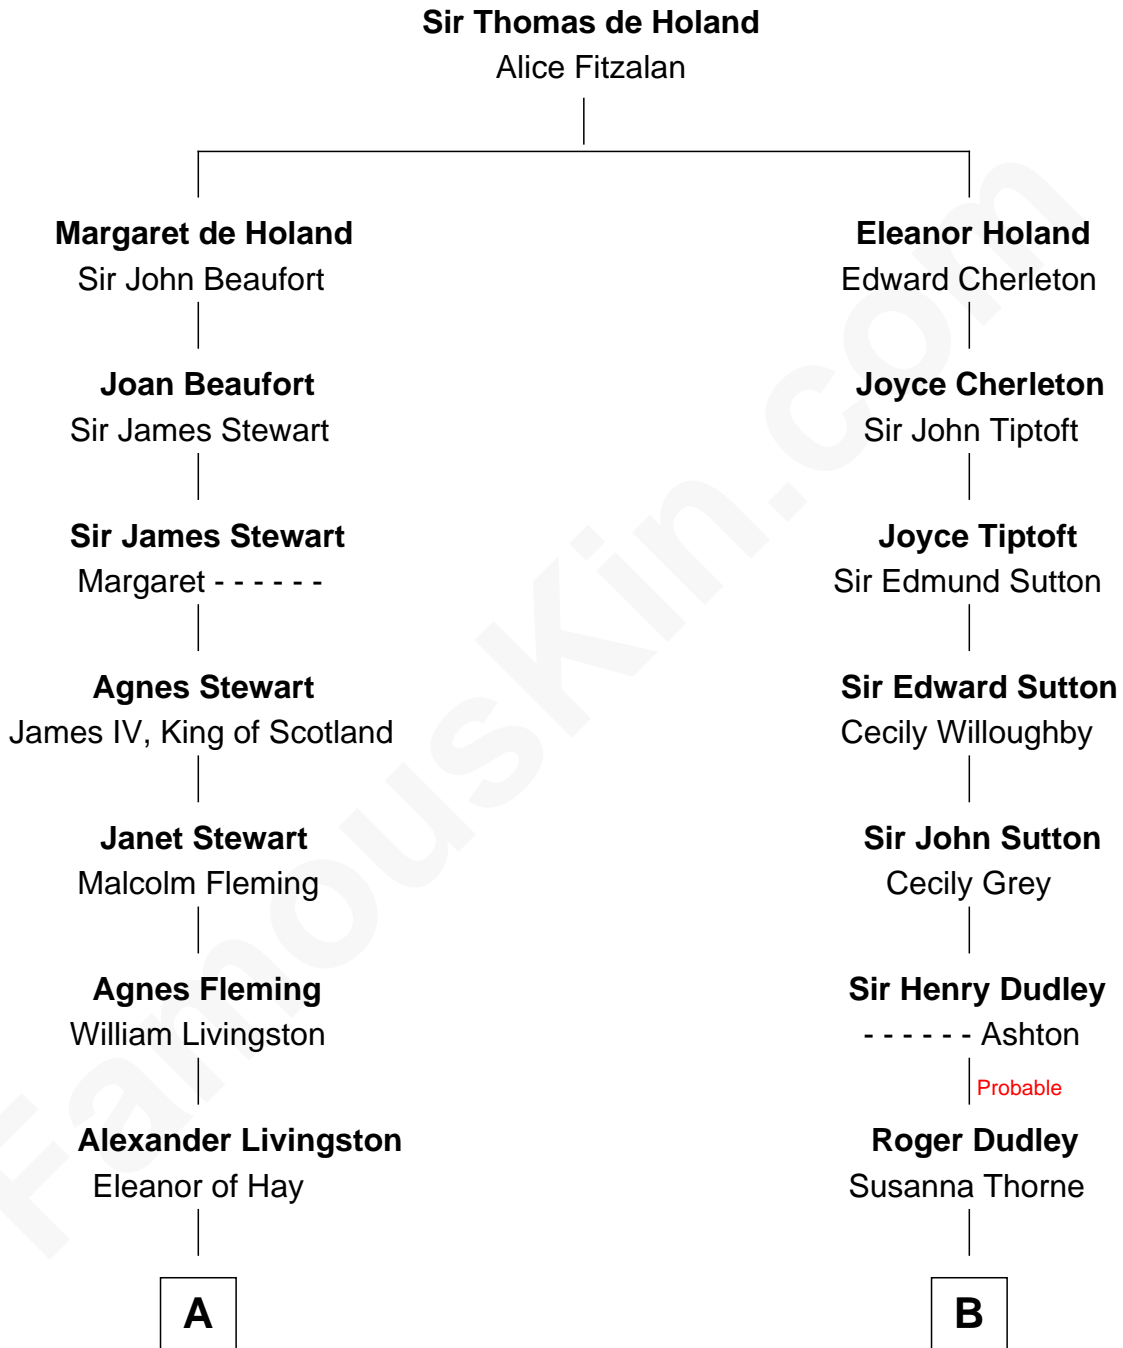 Sir Thomas de Holand
Alice Fitzalan
Margaret de Holand
Sir John Beaufort
Joan Beaufort
Sir James Stewart
Sir James Stewart
Margaret - - - - - -
Agnes Stewart
James IV, King of Scotland
Janet Stewart
Malcolm Fleming
Agnes Fleming
William Livingston
Alexander Livingston
Eleanor of Hay
A
Eleanor Holand
Edward Cherleton
Joyce Cherleton
Sir John Tiptoft
Joyce Tiptoft
Sir Edmund Sutton
Sir Edward Sutton
Cecily Willoughby
Sir John Sutton
Cecily Grey
Sir Henry Dudley
- - - - - - Ashton
Probable
Roger Dudley
Susanna Thorne
B
FamousKin.com